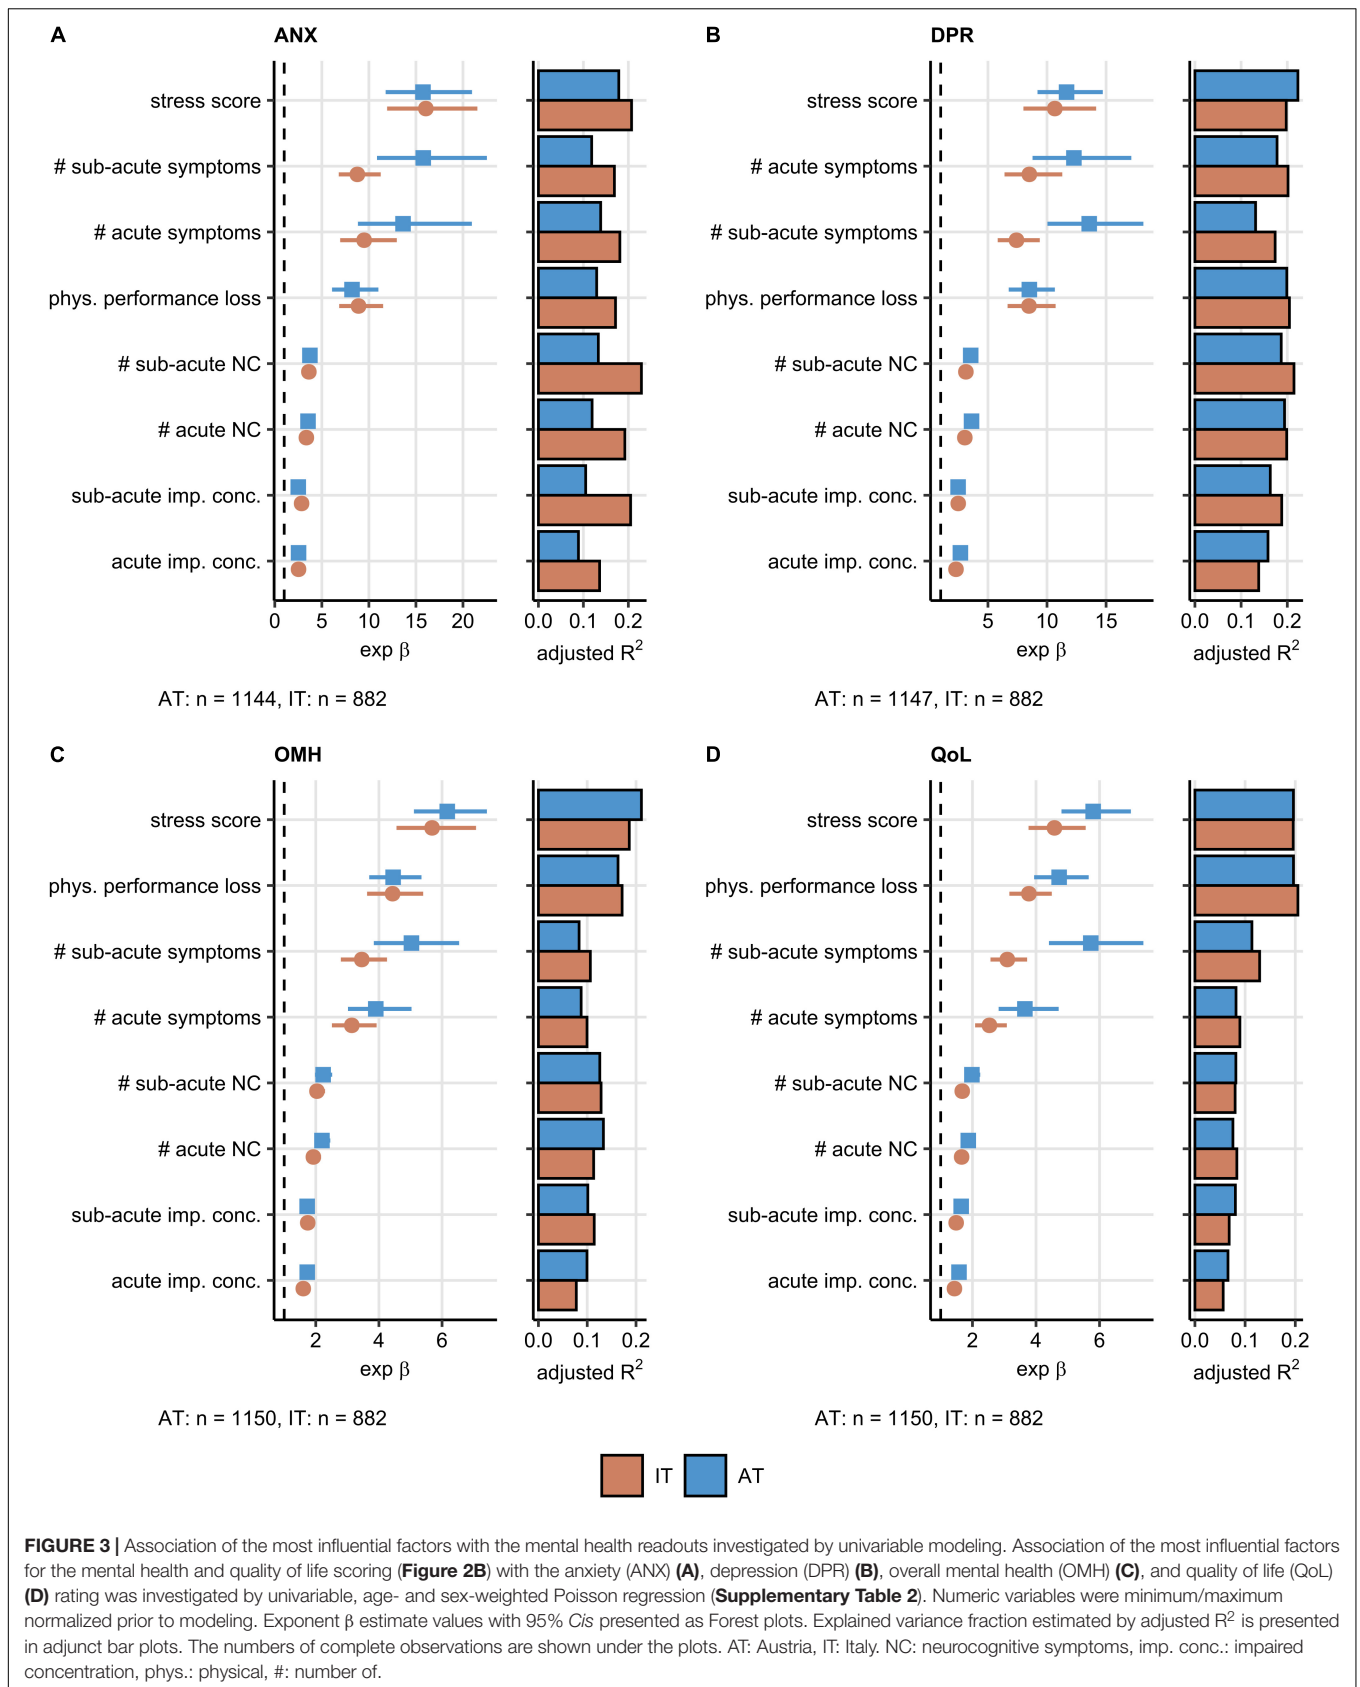 A
ANX
stress score
# sub-acute symptoms
# acute symptoms
phys. performance loss
# sub-acute NC
# acute NC
sub-acute imp. conc.
acute imp. conc.
0 5 10 15 20
exp β
0.0 0.1 0.2
adjusted R²
AT: n = 1144, IT: n = 882
B
DPR
stress score
# acute symptoms
# sub-acute symptoms
phys. performance loss
# sub-acute NC
# acute NC
sub-acute imp. conc.
acute imp. conc.
5 10 15
exp β
0.0 0.1 0.2
adjusted R²
AT: n = 1147, IT: n = 882
C
OMH
stress score
phys. performance loss
# sub-acute symptoms
# acute symptoms
# sub-acute NC
# acute NC
sub-acute imp. conc.
acute imp. conc.
2 4 6
exp β
0.0 0.1 0.2
adjusted R²
AT: n = 1150, IT: n = 882
D
QoL
stress score
phys. performance loss
# sub-acute symptoms
# acute symptoms
# sub-acute NC
# acute NC
sub-acute imp. conc.
acute imp. conc.
2 4 6
exp β
0.0 0.1 0.2
adjusted R²
AT: n = 1150, IT: n = 882
IT AT
FIGURE 3 | Association of the most influential factors with the mental health readouts investigated by univariable modeling. Association of the most influential factors
for the mental health and quality of life scoring (Figure 2B) with the anxiety (ANX) (A), depression (DPR) (B), overall mental health (OMH) (C), and quality of life (QoL)
(D) rating was investigated by univariable, age- and sex-weighted Poisson regression (Supplementary Table 2). Numeric variables were minimum/maximum
normalized prior to modeling. Exponent β estimate values with 95% Cis presented as Forest plots. Explained variance fraction estimated by adjusted R² is presented
in adjunct bar plots. The numbers of complete observations are shown under the plots. AT: Austria, IT: Italy. NC: neurocognitive symptoms, imp. conc.: impaired
concentration, phys.: physical, #: number of.